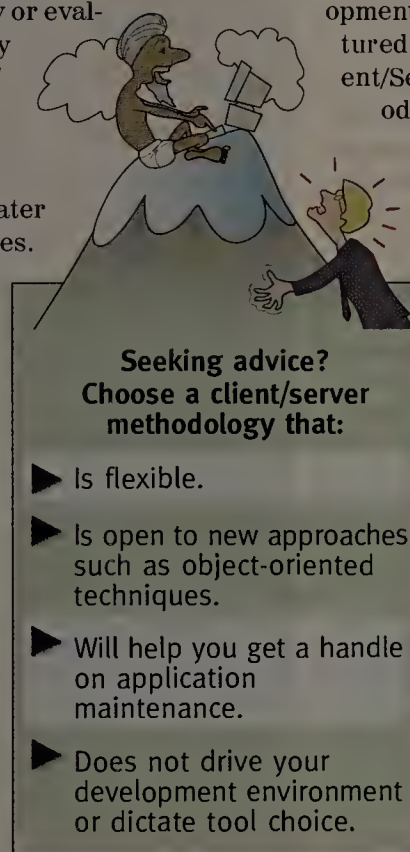 y or eval-
y
ater
es.
opment
tured
ent/Se
od
Seeking advice?
Choose a client/server
methodology that:
► Is flexible.
► Is open to new approaches
such as object-oriented
techniques.
► Will help you get a handle
on application
maintenance.
► Does not drive your
development environment
or dictate tool choice.